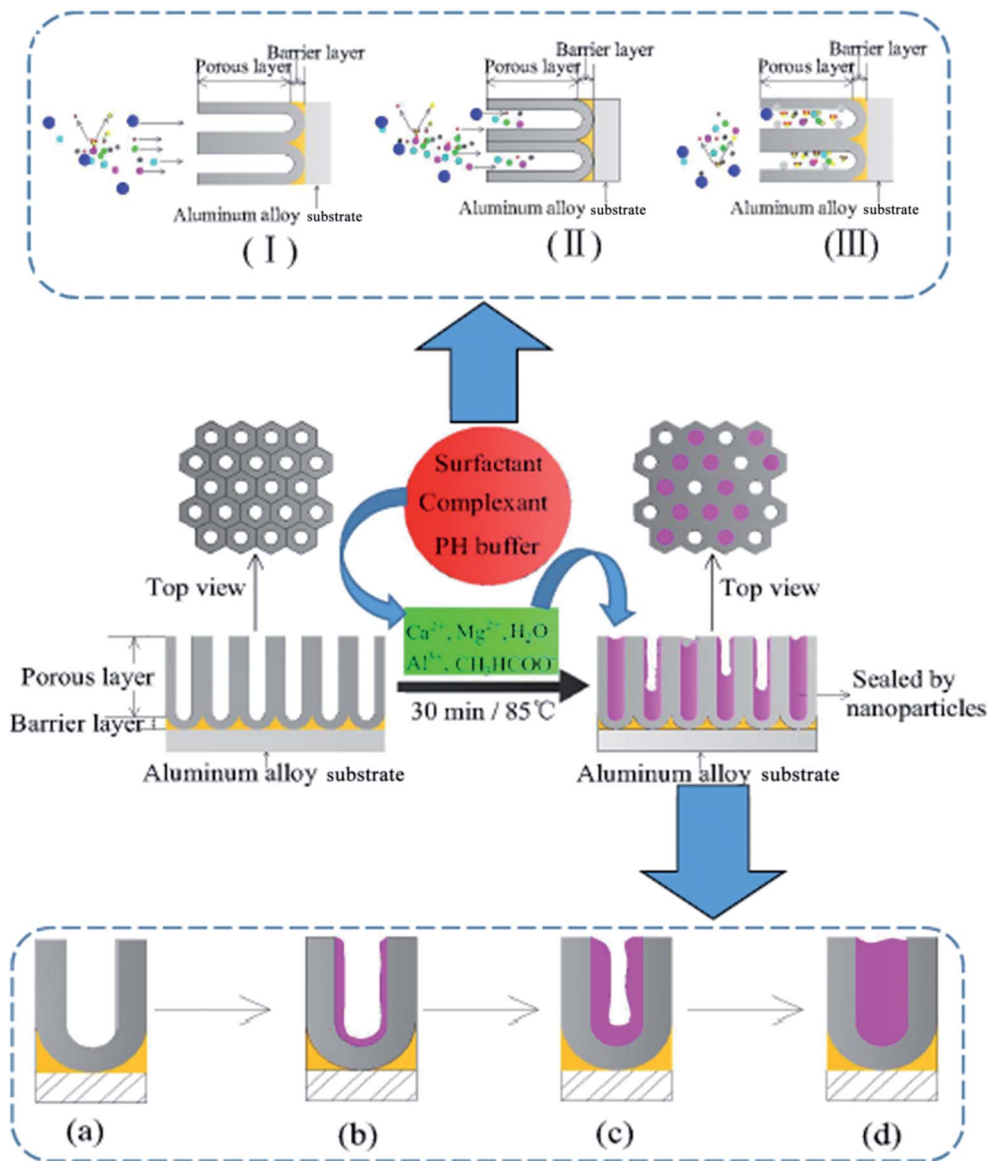 Barrier layer
Porous layer
Aluminum alloy substrate
(Ⅰ)
Barrier layer
Porous layer
Aluminum alloy substrate
(Ⅱ)
Barrier layer
Porous layer
Aluminum alloy substrate
(Ⅲ)
Surfactant
Complexant
PH buffer
Top view
Top view
Ca²⁺, Mg²⁺, H₂O
Al³⁺, CH₃HCOO⁻
30 min / 85℃
Porous layer
Barrier layer
Aluminum alloy substrate
Sealed by
nanoparticles
Aluminum alloy substrate
(a)
(b)
(c)
(d)